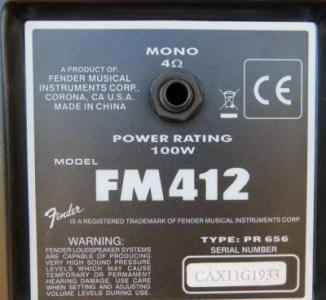 MONO
4Ω
A PRODUCT OF:
FENDER MUSICAL
INSTRUMENTS CORP.
CORONA, CA U.S.A.
MADE IN CHINA
CE
POWER RATING
100W
MODEL
FM 412
Fender
IS A REGISTERED TRADEMARK OF FENDER MUSICAL INSTRUMENTS CORP.
WARNING:
FENDER LOUDSPEAKER SYSTEMS
ARE CAPABLE OF PRODUCING
VERY HIGH SOUND PRESSURE
LEVELS WHICH MAY CAUSE
TEMPORARY OR PERMANENT
HEARING DAMAGE. USE CARE
WHEN SETTING AND ADJUSTING
VOLUME LEVELS DURING USE.
TYPE: PR 656
SERIAL NUMBER
CAX11G1933